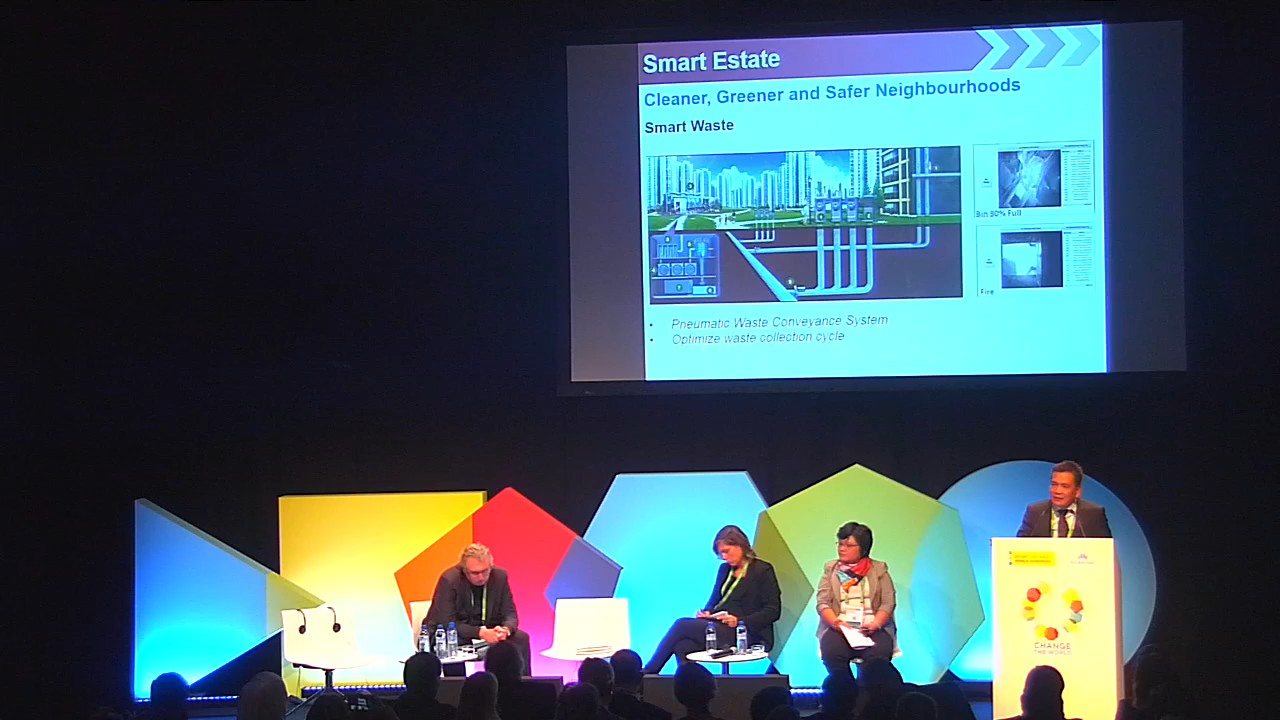 Smart Estate
Cleaner, Greener and Safer Neighbourhoods
Smart Waste
Bin 90% Full
Fire
• Pneumatic Waste Conveyance System
• Optimize waste collection cycle
CHANGE
THE WORLD